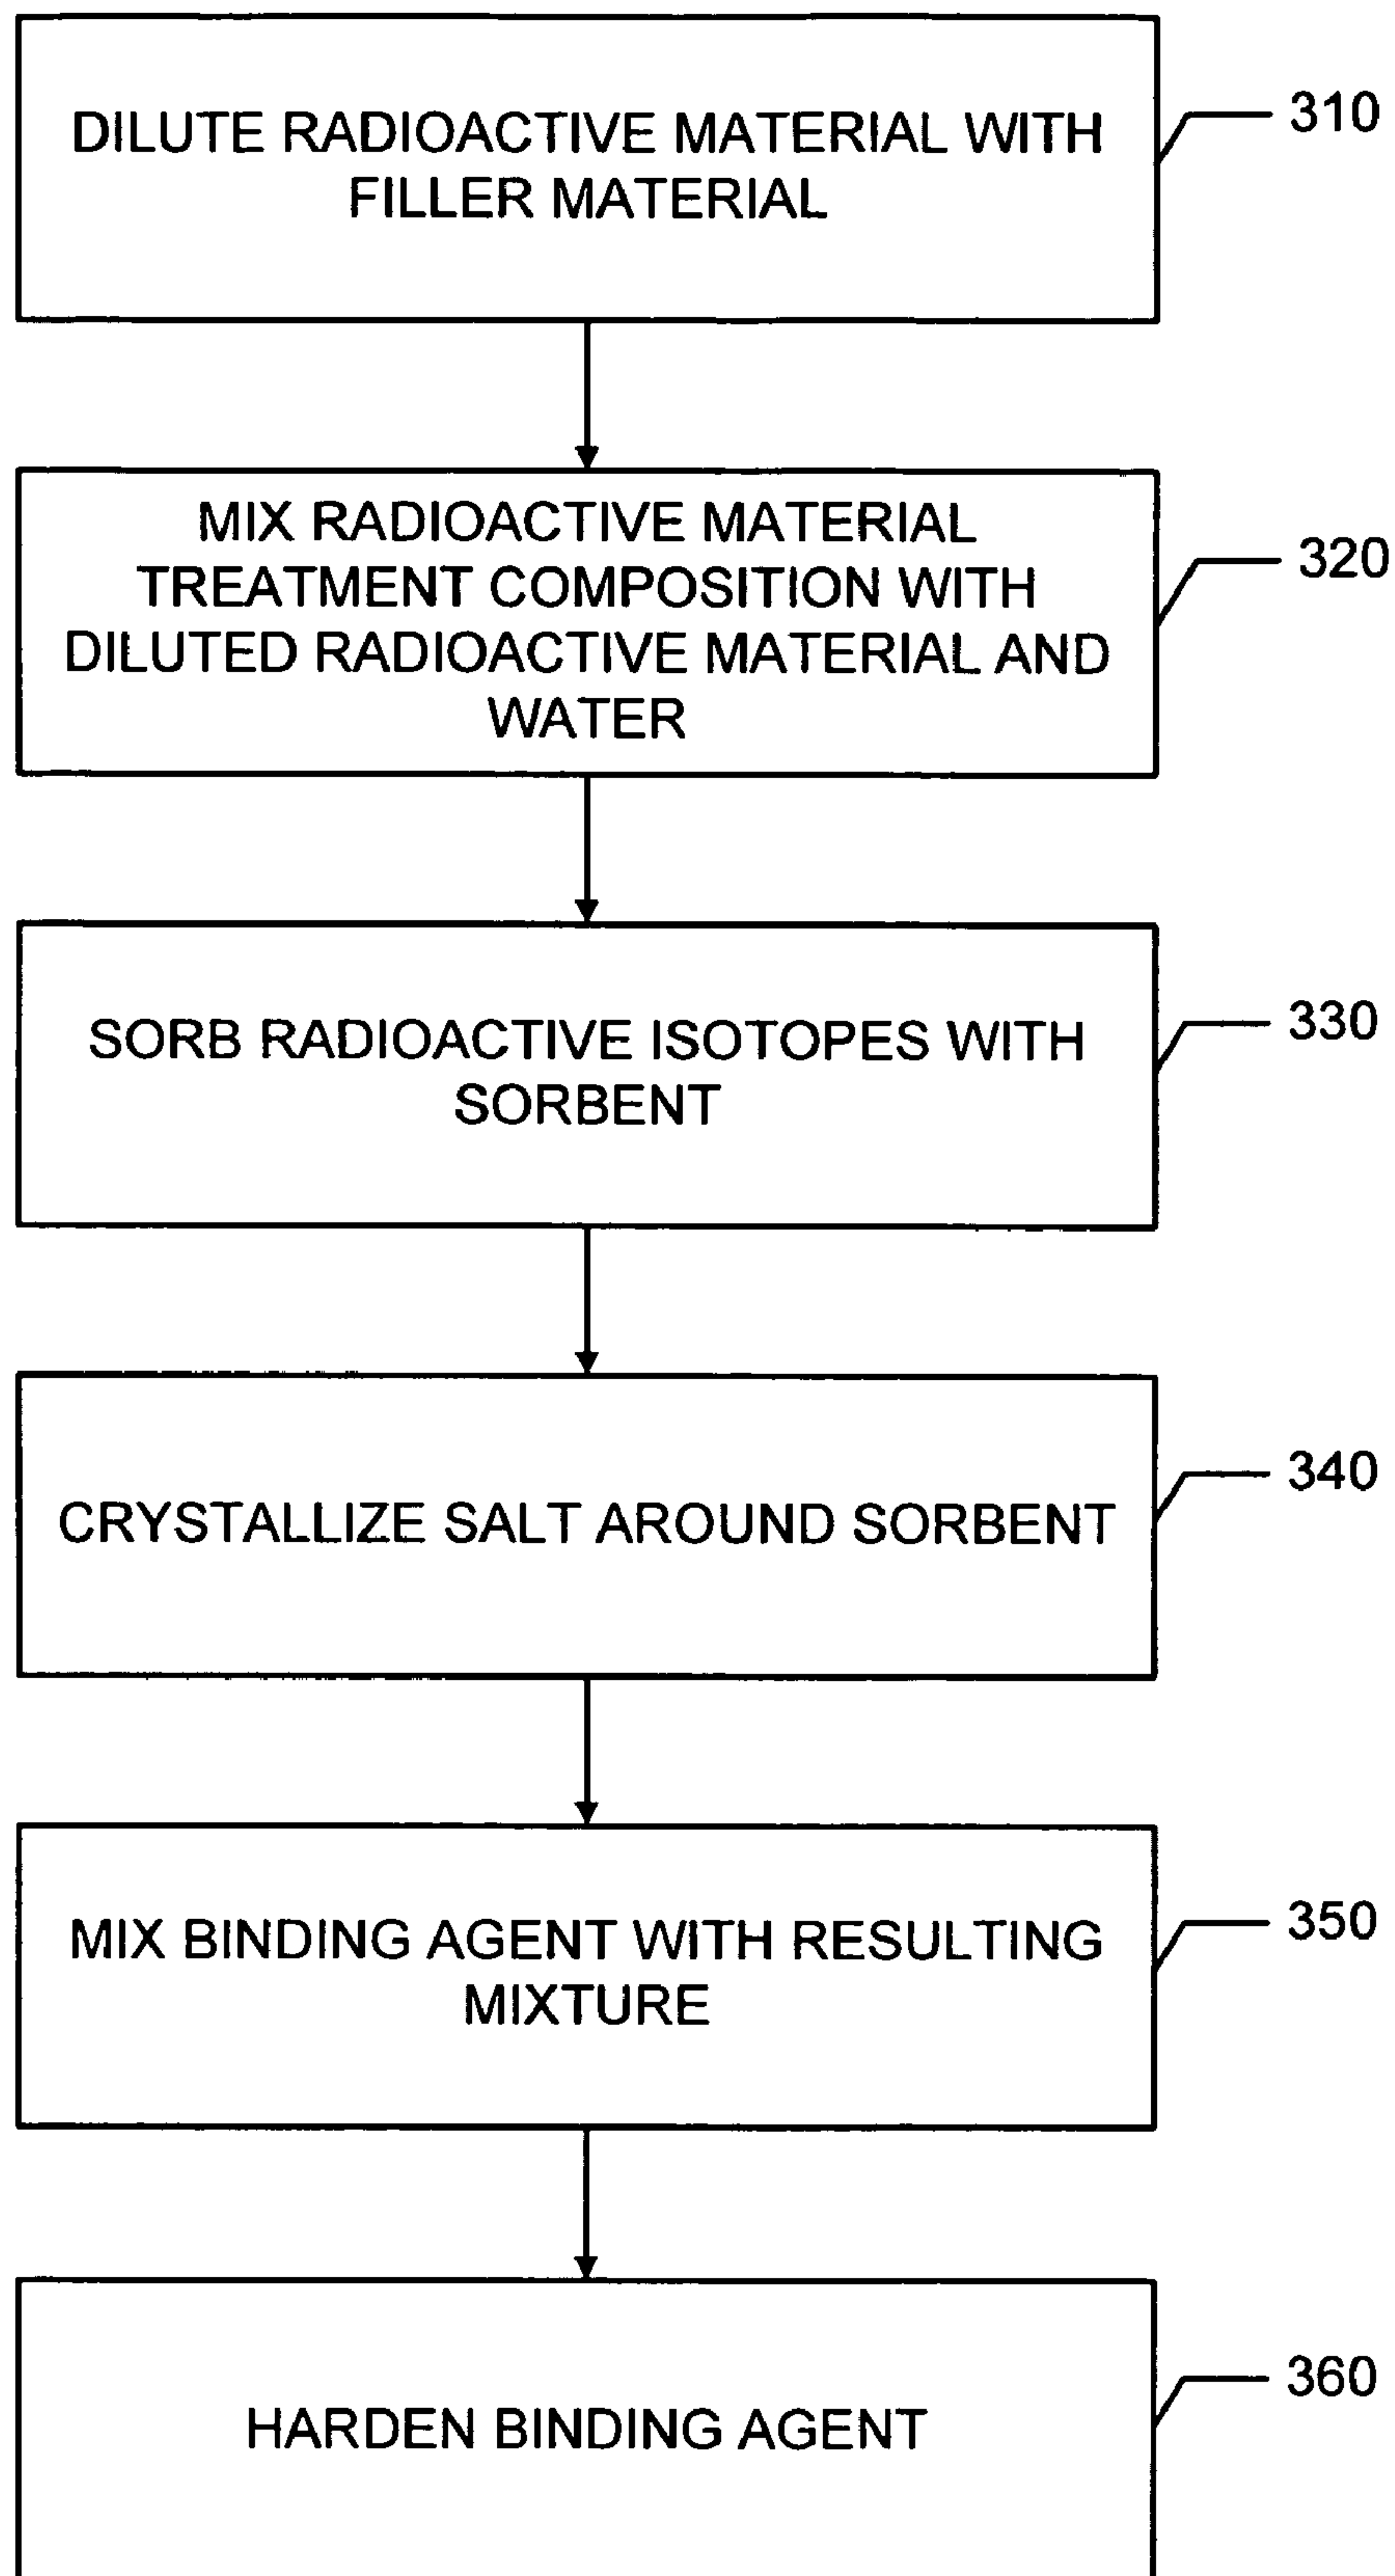 DILUTE RADIOACTIVE MATERIAL WITH
FILLER MATERIAL
310
MIX RADIOACTIVE MATERIAL
TREATMENT COMPOSITION WITH
DILUTED RADIOACTIVE MATERIAL AND
WATER
320
SORB RADIOACTIVE ISOTOPES WITH
SORBENT
330
CRYSTALLIZE SALT AROUND SORBENT
340
MIX BINDING AGENT WITH RESULTING
MIXTURE
350
HARDEN BINDING AGENT
360